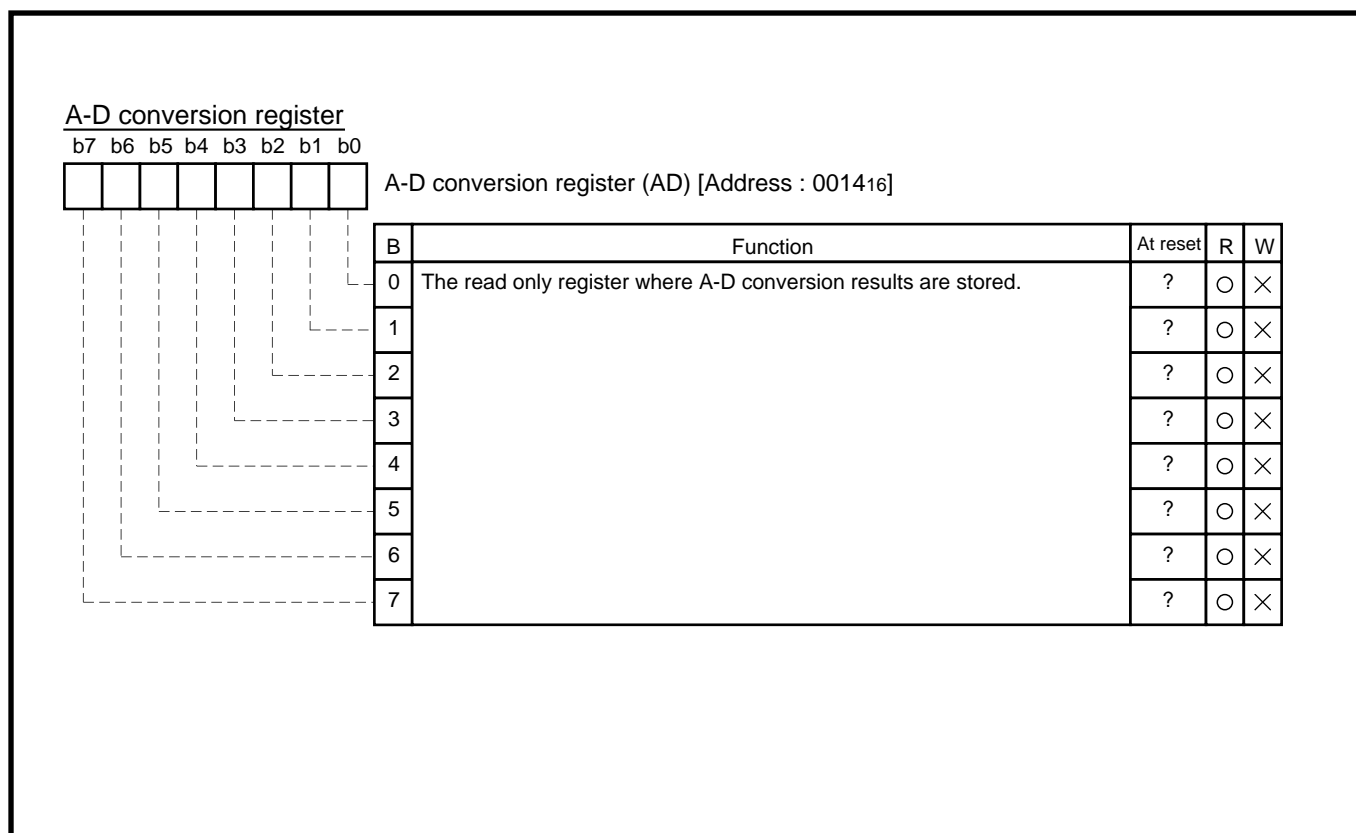 A-D conversion register
b7 b6 b5 b4 b3 b2 b1 b0
A-D conversion register (AD) [Address : 001416]
B Function At reset R W
0 The read only register where A-D conversion results are stored. ? ○ ×
1 ? ○ ×
2 ? ○ ×
3 ? ○ ×
4 ? ○ ×
5 ? ○ ×
6 ? ○ ×
7 ? ○ ×